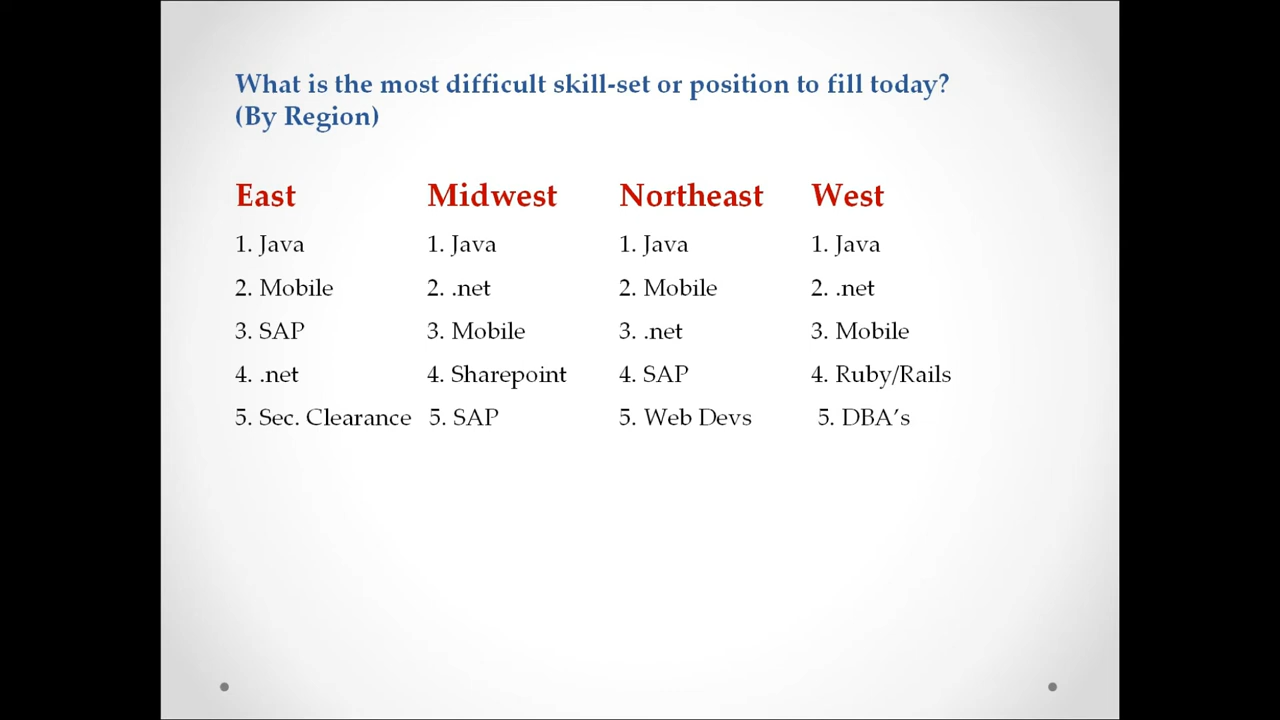 What is the most difficult skill-set or position to fill today?
(By Region)
East Midwest Northeast West
1. Java 1. Java 1. Java 1. Java
2. Mobile 2. .net 2. Mobile 2. .net
3. SAP 3. Mobile 3. .net 3. Mobile
4. .net 4. Sharepoint 4. SAP 4. Ruby/Rails
5. Sec. Clearance 5. SAP 5. Web Devs 5. DBA’s